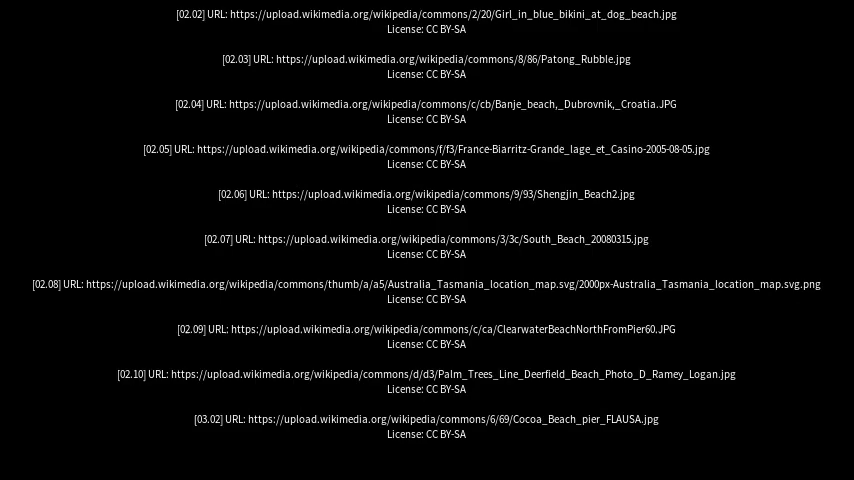 [02.02] URL: https://upload.wikimedia.org/wikipedia/commons/2/20/Girl_in_blue_bikini_at_dog_beach.jpg
License: CC BY-SA
[02.03] URL: https://upload.wikimedia.org/wikipedia/commons/8/86/Patong_Rubble.jpg
License: CC BY-SA
[02.04] URL: https://upload.wikimedia.org/wikipedia/commons/c/cb/Banje_beach,_Dubrovnik,_Croatia.JPG
License: CC BY-SA
[02.05] URL: https://upload.wikimedia.org/wikipedia/commons/f/f3/France-Biarritz-Grande_lage_et_Casino-2005-08-05.jpg
License: CC BY-SA
[02.06] URL: https://upload.wikimedia.org/wikipedia/commons/9/93/Shengjin_Beach2.jpg
License: CC BY-SA
[02.07] URL: https://upload.wikimedia.org/wikipedia/commons/3/3c/South_Beach_20080315.jpg
License: CC BY-SA
[02.08] URL: https://upload.wikimedia.org/wikipedia/commons/thumb/a/a5/Australia_Tasmania_location_map.svg/2000px-Australia_Tasmania_location_map.svg.png
License: CC BY-SA
[02.09] URL: https://upload.wikimedia.org/wikipedia/commons/c/ca/ClearwaterBeachNorthFromPier60.JPG
License: CC BY-SA
[02.10] URL: https://upload.wikimedia.org/wikipedia/commons/d/d3/Palm_Trees_Line_Deerfield_Beach_Photo_D_Ramey_Logan.jpg
License: CC BY-SA
[03.02] URL: https://upload.wikimedia.org/wikipedia/commons/6/69/Cocoa_Beach_pier_FLAUSA.jpg
License: CC BY-SA